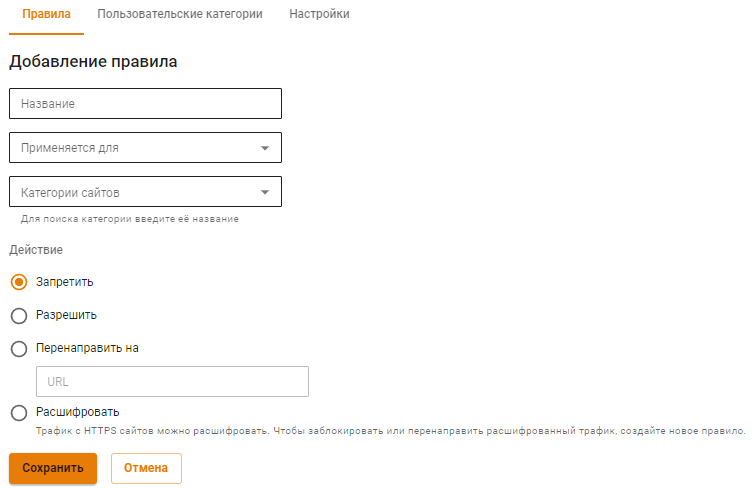 Правила Пользовательские категории Настройки
Добавление правила
Название
Применяется для
Категории сайтов
Для поиска категории введите её название
Действие
Запретить
Разрешить
Перенаправить на
URL
Расшифровать
Трафик с HTTPS сайтов можно расшифровать. Чтобы заблокировать или перенаправить расшифрованный трафик, создайте новое правило.
Сохранить Отмена